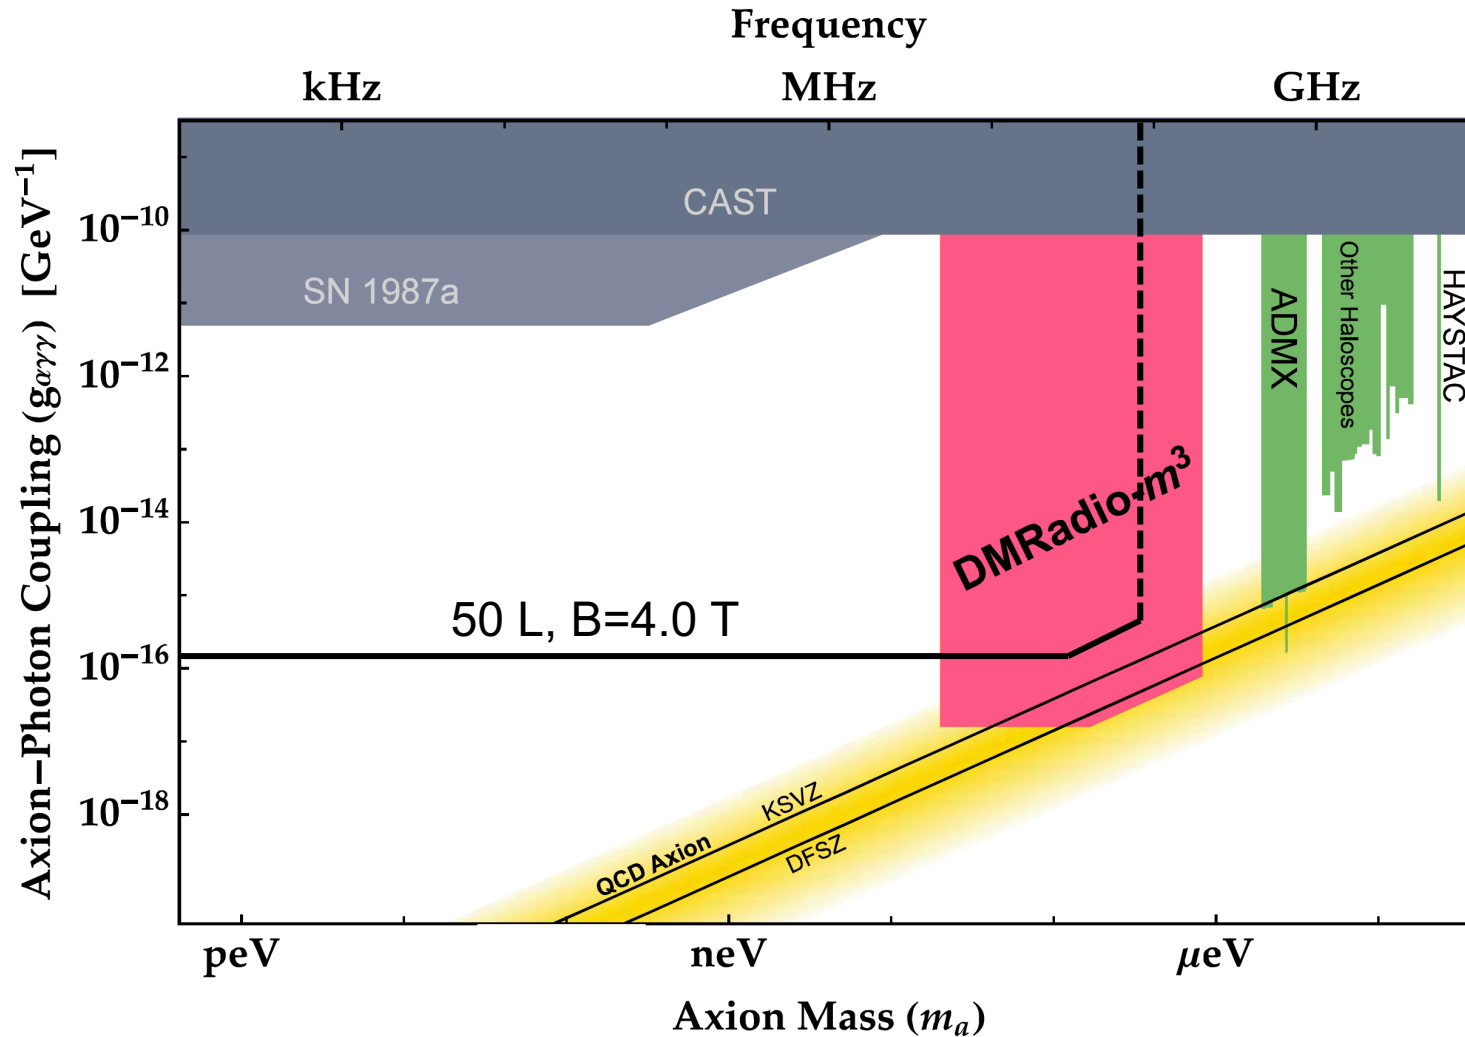 Frequency
kHz MHz GHz
Axion−Photon Coupling (gαγγ) [GeV⁻¹]
10⁻¹⁰
10⁻¹²
10⁻¹⁴
10⁻¹⁶
10⁻¹⁸
CAST
SN 1987a
ADMX
Other Haloscopes
HAYSTAC
DMRadio-m³
50 L, B=4.0 T
KSVZ
QCD Axion
DFSZ
peV neV μeV
Axion Mass (mₐ)